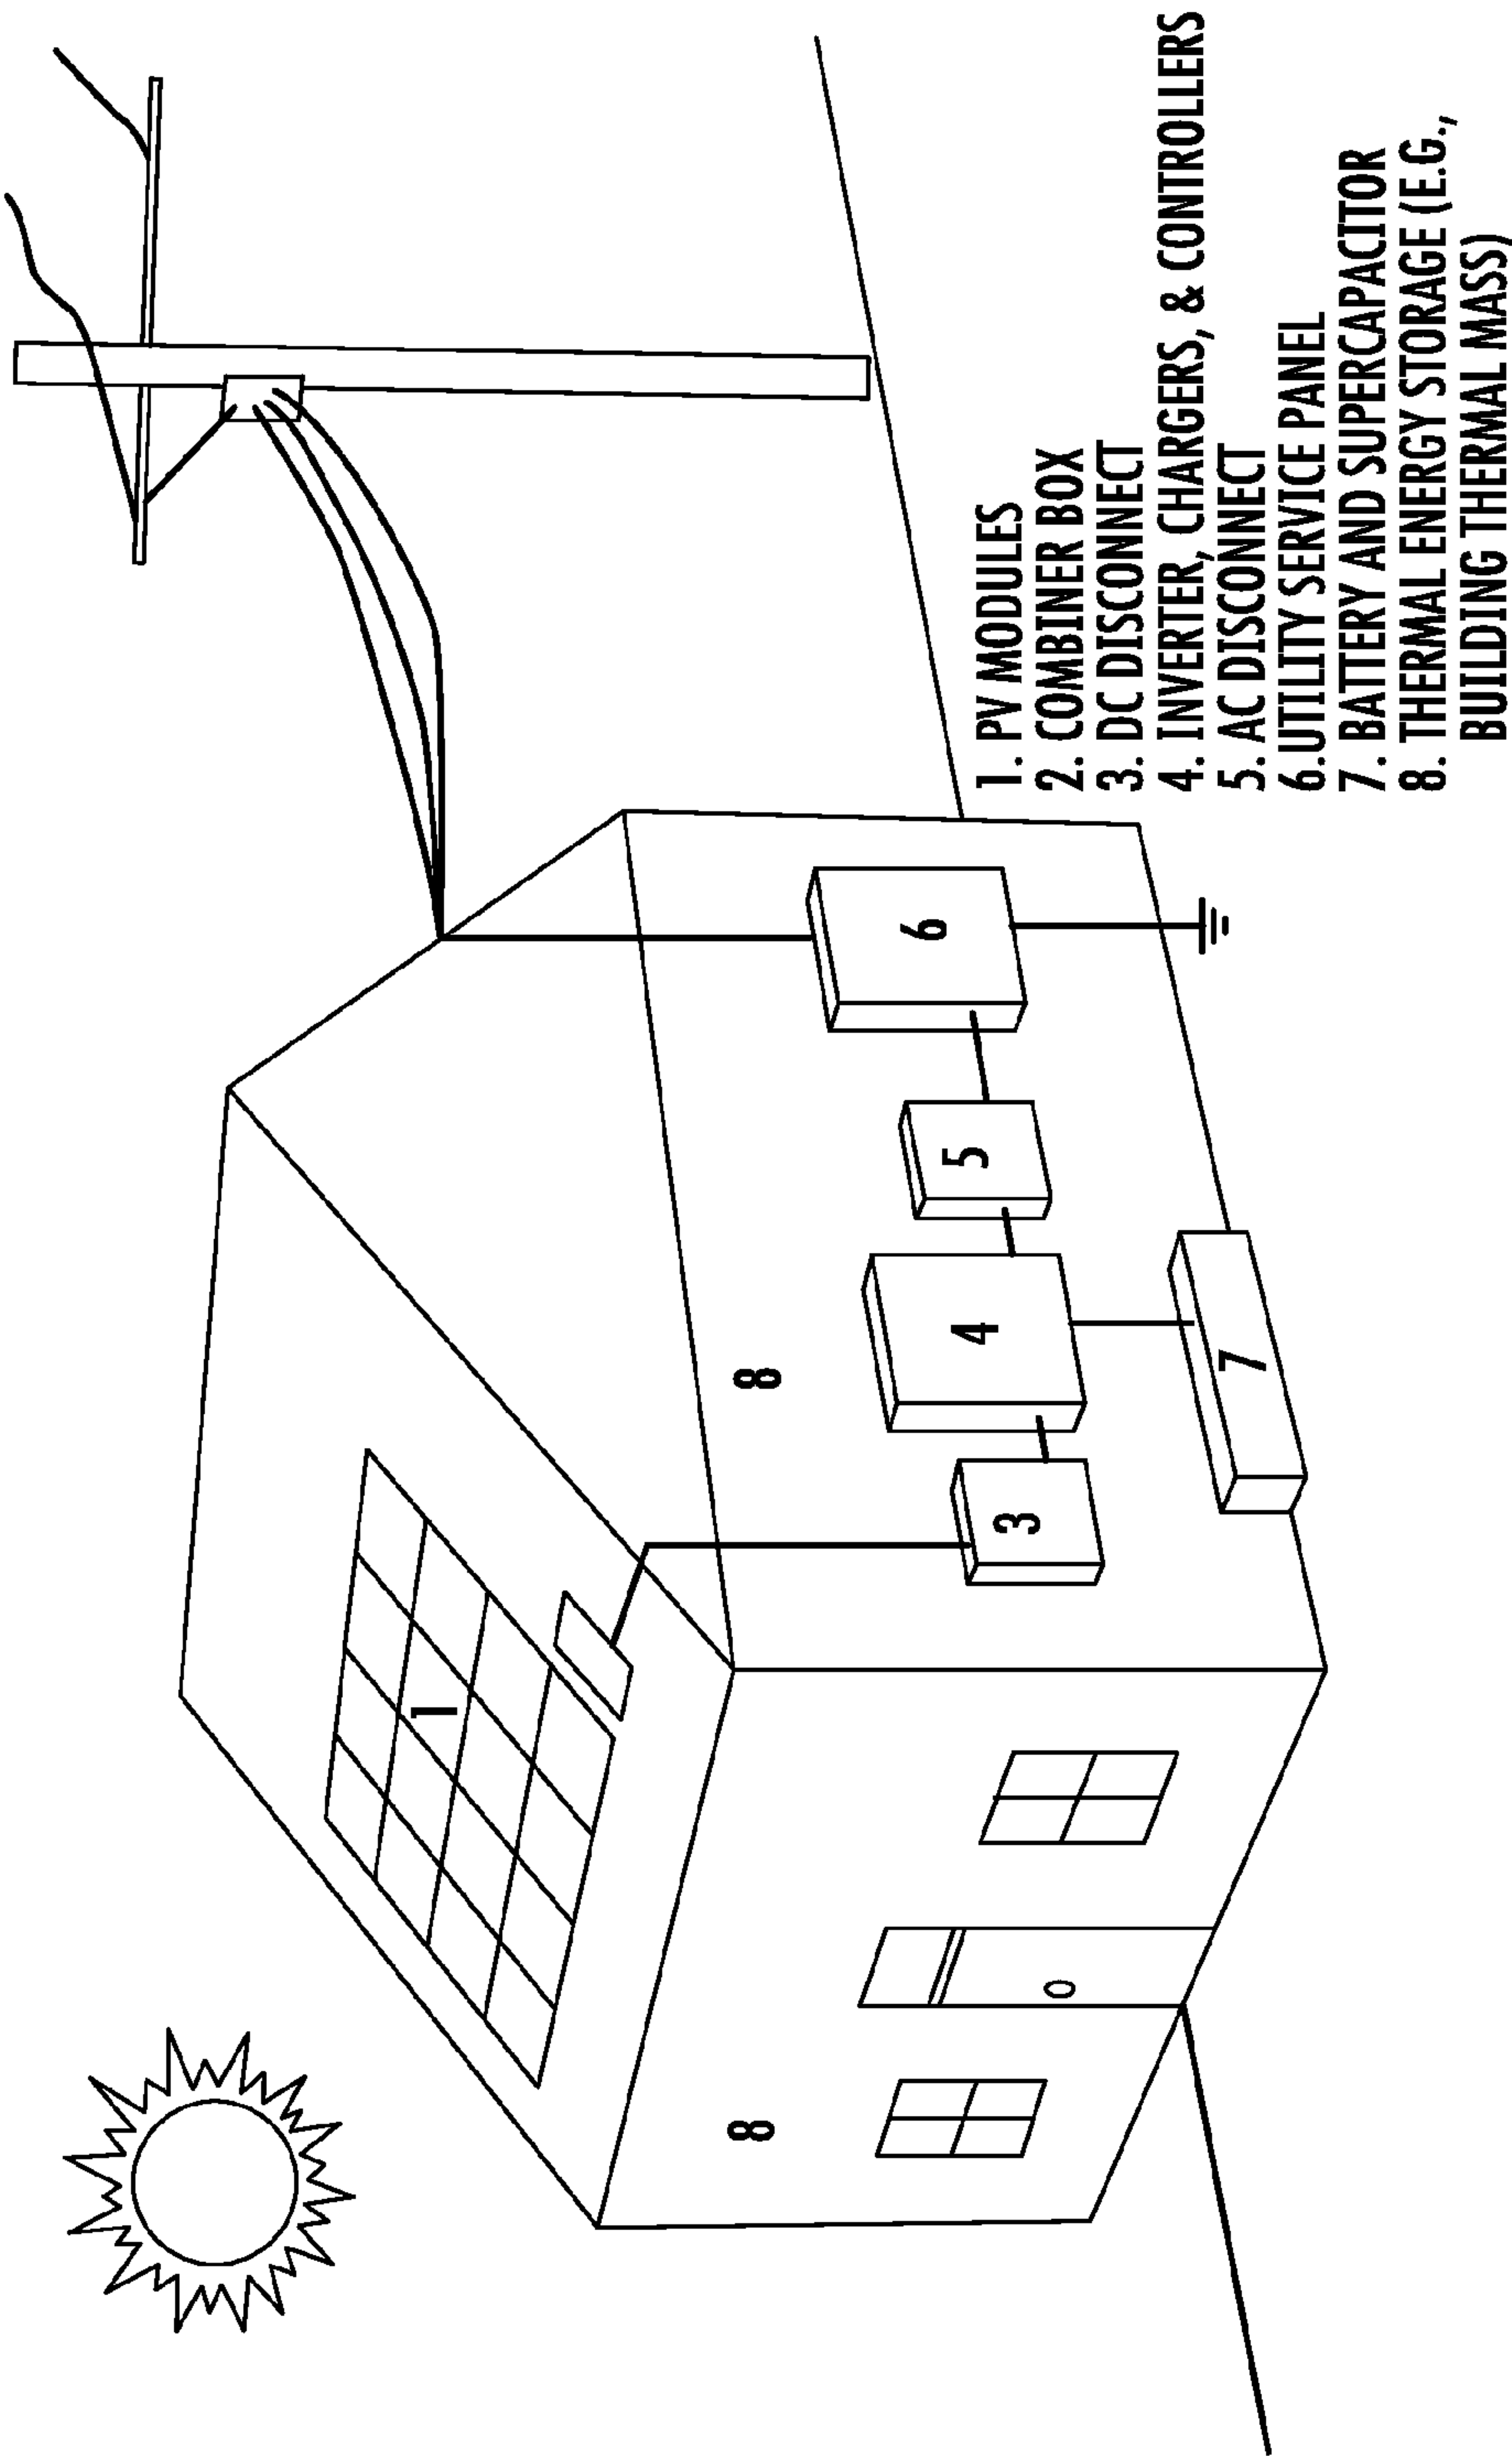 1
8
8
3
4
5
6
7
1. PV MODULES
2. COMBINER BOX
3. DC DISCONNECT
4. INVERTER, CHARGERS, & CONTROLLERS
5. AC DISCONNECT
6.UTILITY SERVICE PANEL
7. BATTERY AND SUPERCAPACITOR
8. THERMAL ENERGY STORAGE (E.G.,
BUILDING THERMAL MASS)